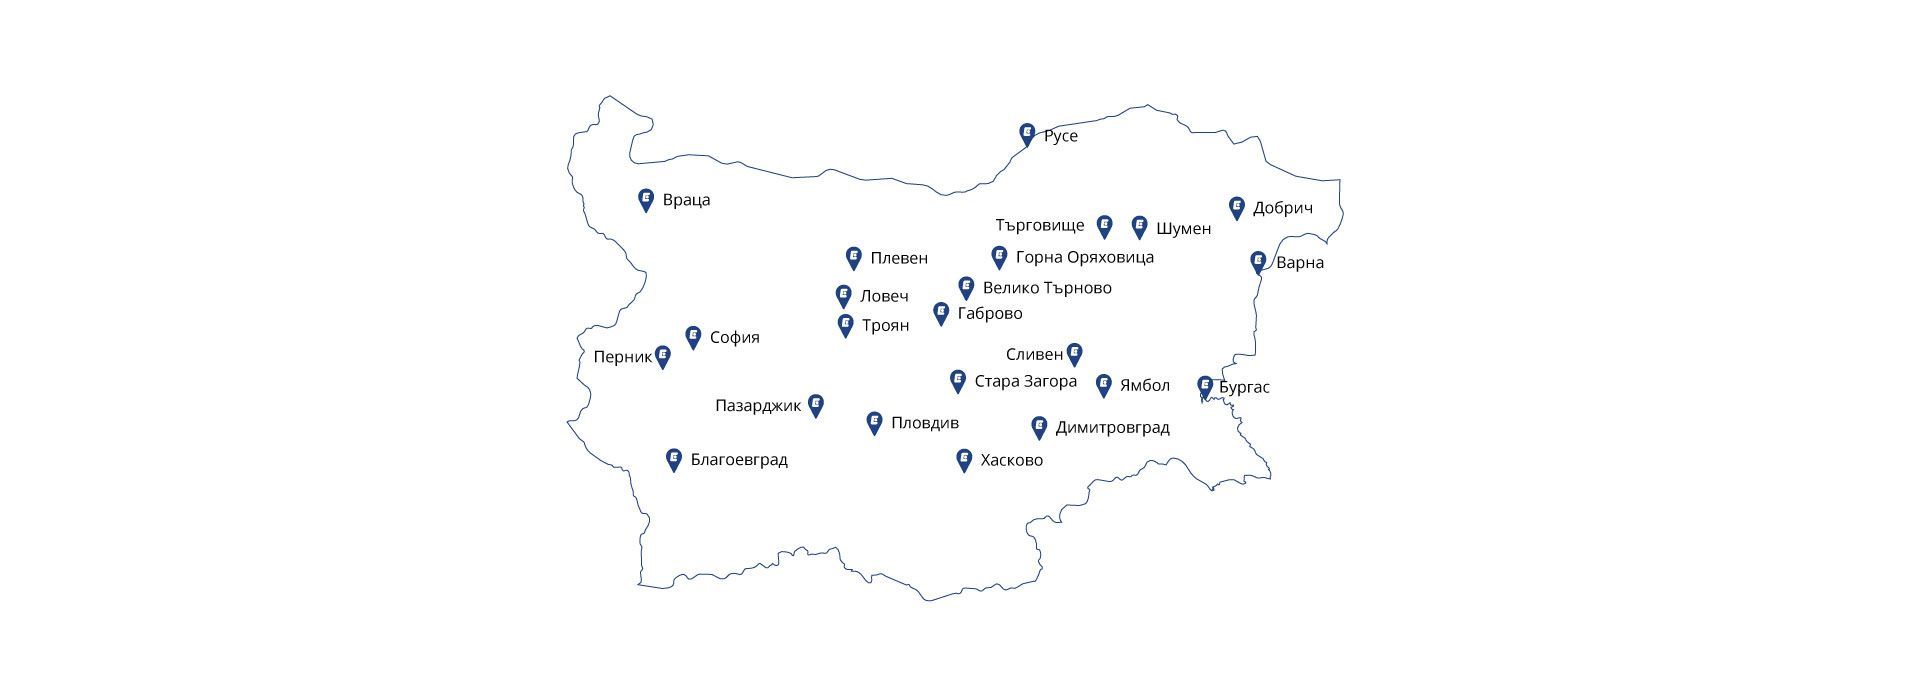 Русе
Враца
Добрич
Търговище
Шумен
Плевен
Горна Оряховица
Варна
Ловеч
Велико Търново
Габрово
Троян
София
Перник
Сливен
Стара Загора
Ямбол
Бургас
Пазарджик
Пловдив
Димитровград
Благоевград
Хасково